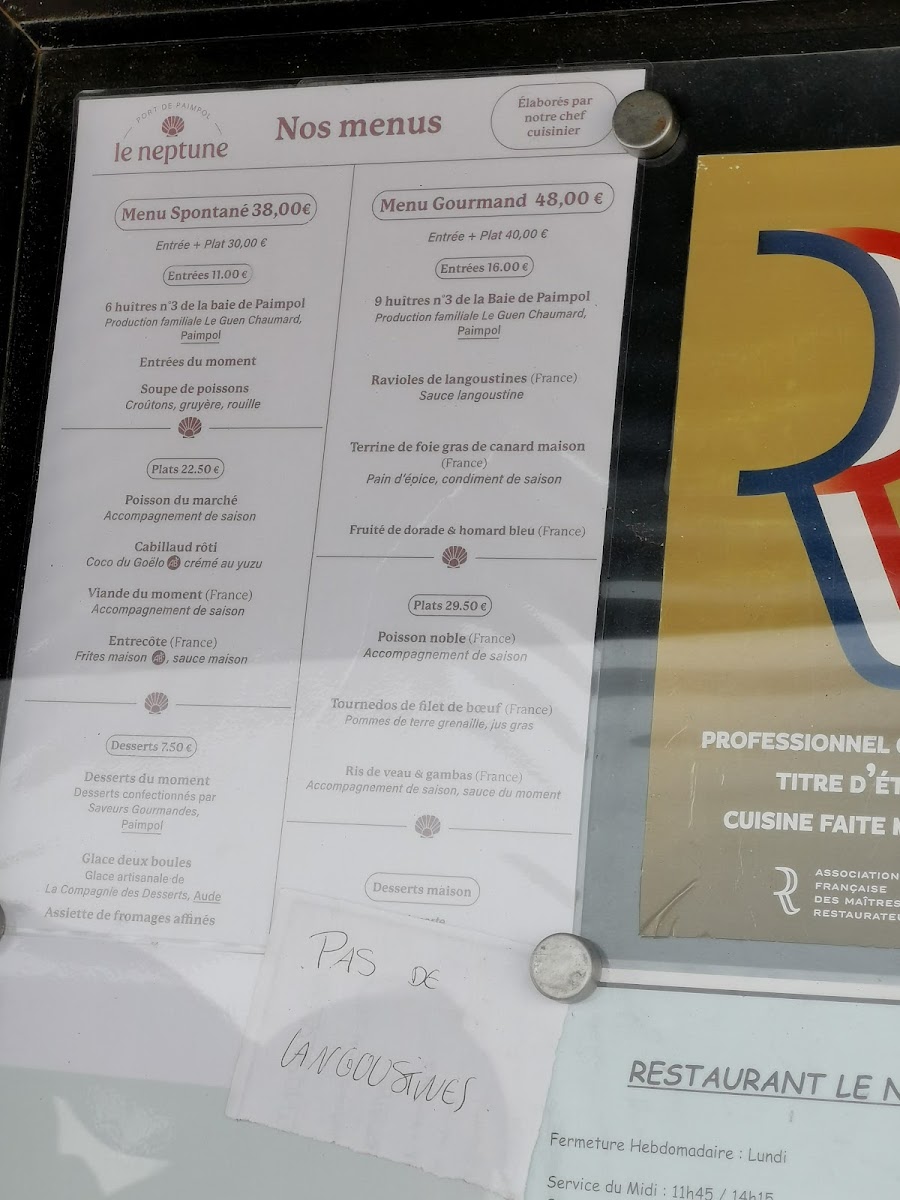 PORT DE PAIMPOL
le neptune
Nos menus
Élaborés par
notre chef
cuisinier
Menu Spontané 38,00€
Entrée + Plat 30,00 €
Entrées 11.00 €
6 huîtres n°3 de la baie de Paimpol
Production familiale Le Guen Chaumard,
Paimpol
Entrées du moment
Soupe de poissons
Croûtons, gruyère, rouille
Plats 22.50 €
Poisson du marché
Accompagnement de saison
Cabillaud rôti
Coco du Goëlo crémé au yuzu
Viande du moment (France)
Accompagnement de saison
Entrecôte (France)
Frites maison , sauce maison
Desserts 7.50 €
Desserts du moment
Desserts confectionnés par
Saveurs Gourmandes,
Paimpol
Glace deux boules
Glace artisanale de
La Compagnie des Desserts, Aude
Assiette de fromages affinés
Menu Gourmand 48,00 €
Entrée + Plat 40,00 €
Entrées 16.00 €
9 huîtres n°3 de la Baie de Paimpol
Production familiale Le Guen Chaumard,
Paimpol
Ravioles de langoustines (France)
Sauce langoustine
Terrine de foie gras de canard maison
(France)
Pain d'épice, condiment de saison
Fruité de dorade & homard bleu (France)
Plats 29.50 €
Poisson noble (France)
Accompagnement de saison
Tournedos de filet de bœuf (France)
Pommes de terre grenaille, jus gras
Ris de veau & gambas (France)
Accompagnement de saison, sauce du moment
Desserts maison
PAS DE
LANGOUSTINES
PROFESSIONNEL
TITRE D'ÉT
CUISINE FAITE M
ASSOCIATION
FRANÇAISE
DES MAÎTRES
RESTAURATEU
RESTAURANT LE N
Fermeture Hebdomadaire : Lundi
Service du Midi : 11h45 / 14h15